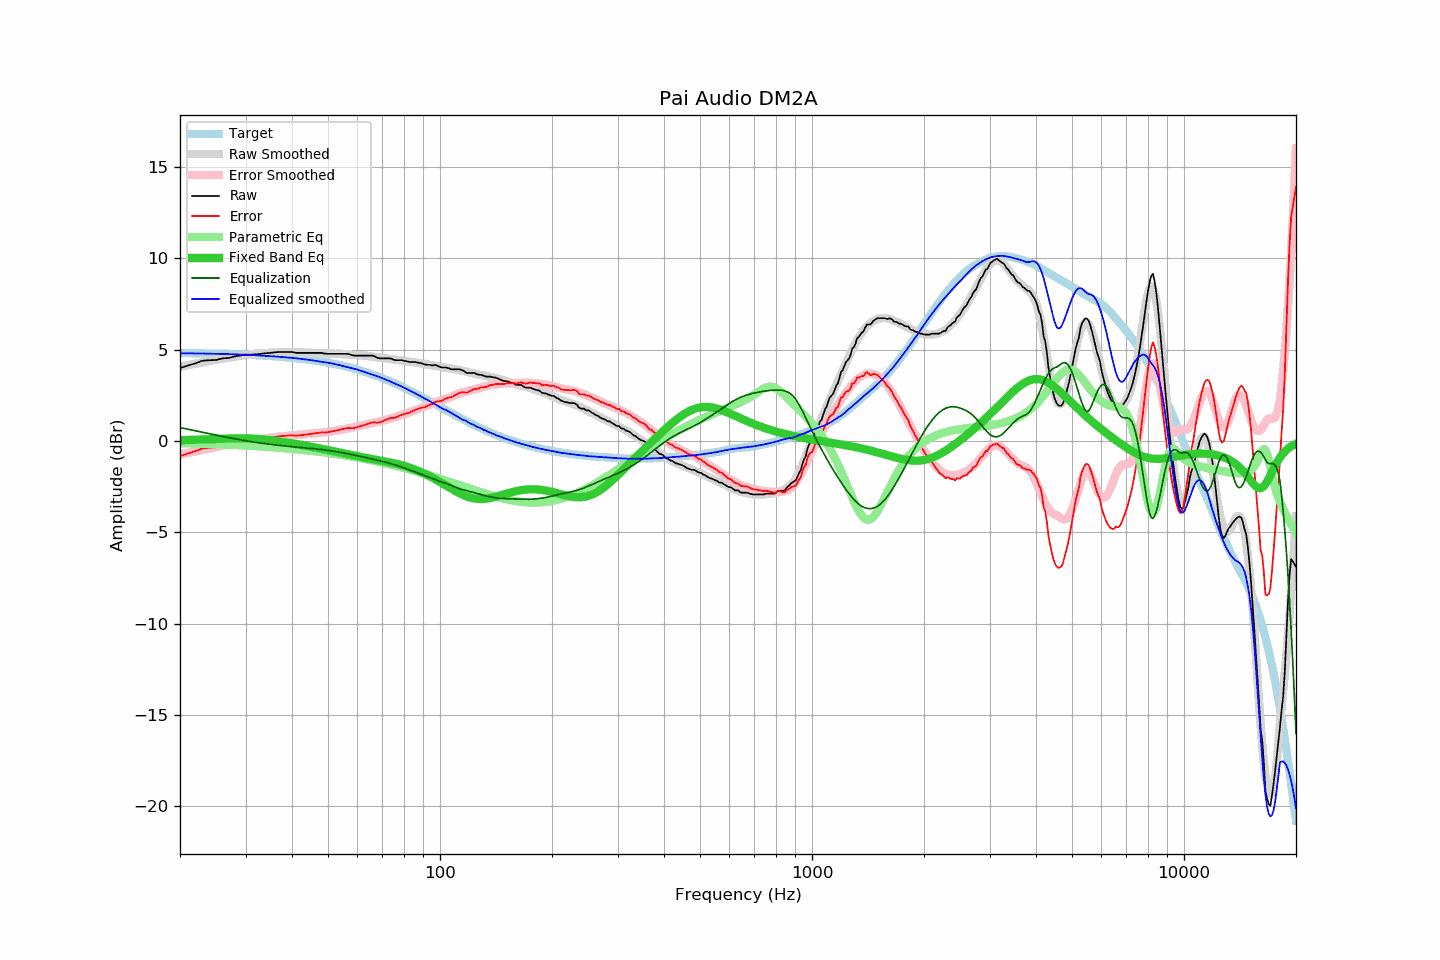 Pai Audio DM2A
Target
Raw Smoothed
Error Smoothed
Raw
Error
Parametric Eq
Fixed Band Eq
Equalization
Equalized smoothed
15
10
5
0
−5
−10
−15
−20
Amplitude (dBr)
100
1000
10000
Frequency (Hz)